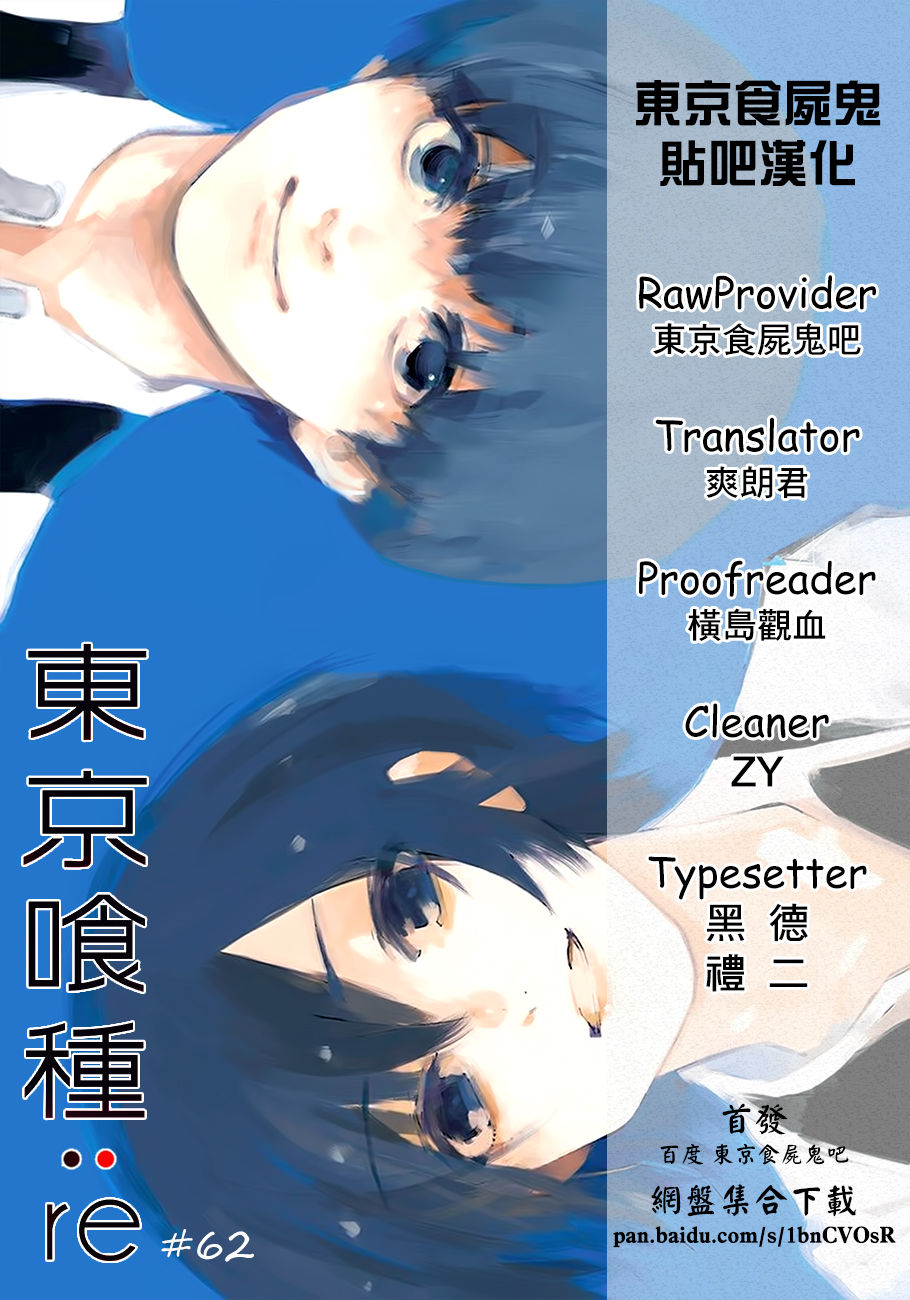 東京食屍鬼
貼吧漢化
RawProvider
東京食屍鬼吧
Translator
爽朗君
Proofreader
橫島觀血
Cleaner
ZY
Typesetter
黑 德
禮 二
首發
百度 東京食屍鬼吧
網盤集合下載
pan.baidu.com/s/1bnCVOsR
東京喰種:re
#62